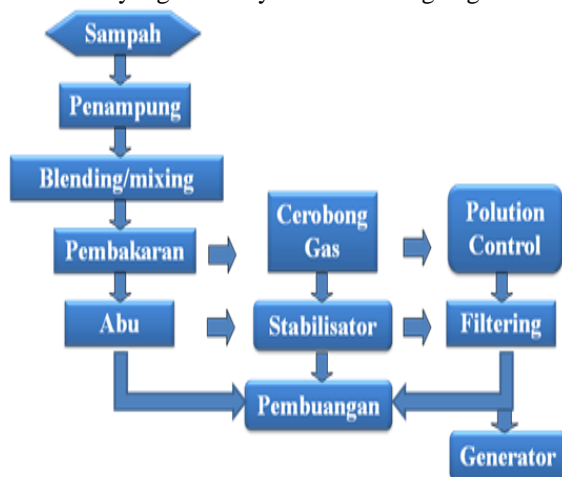 Sampah
Penampung
Blending/mixing
Pembakaran
Cerobong
Gas
Polution
Control
Abu
Stabilisator
Filtering
Pembuangan
Generator